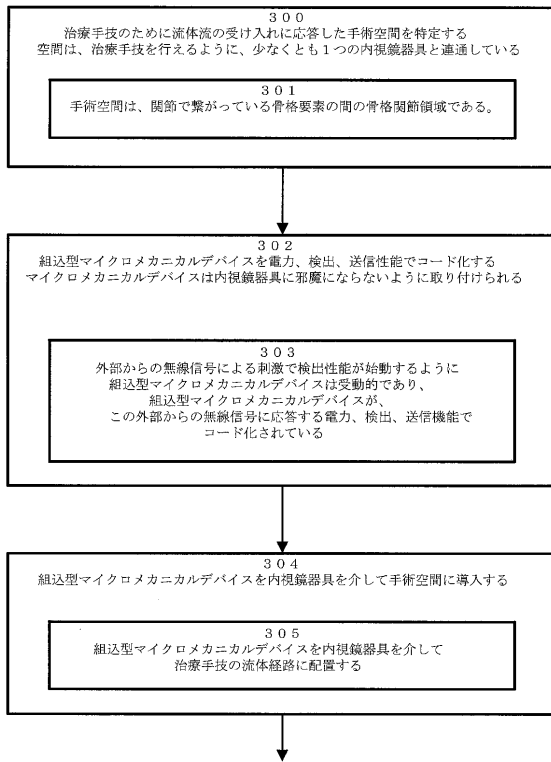 ３００
治療手技のために流体流の受け入れに応答した手術空間を特定する
空間は、治療手技を行えるように、少なくとも１つの内視鏡器具と連通している
３０１
手術空間は、関節で繋がっている骨格要素の間の骨格関節領域である。
３０２
組込型マイクロメカニカルデバイスを電力、検出、送信性能でコード化する
マイクロメカニカルデバイスは内視鏡器具に邪魔にならないように取り付けられる
３０３
外部からの無線信号による刺激で検出性能が始動するように
組込型マイクロメカニカルデバイスは受動的であり、
組込型マイクロメカニカルデバイスが、
この外部からの無線信号に応答する電力、検出、送信機能で
コード化されている
３０４
組込型マイクロメカニカルデバイスを内視鏡器具を介して手術空間に導入する
３０５
組込型マイクロメカニカルデバイスを内視鏡器具を介して
治療手技の流体経路に配置する